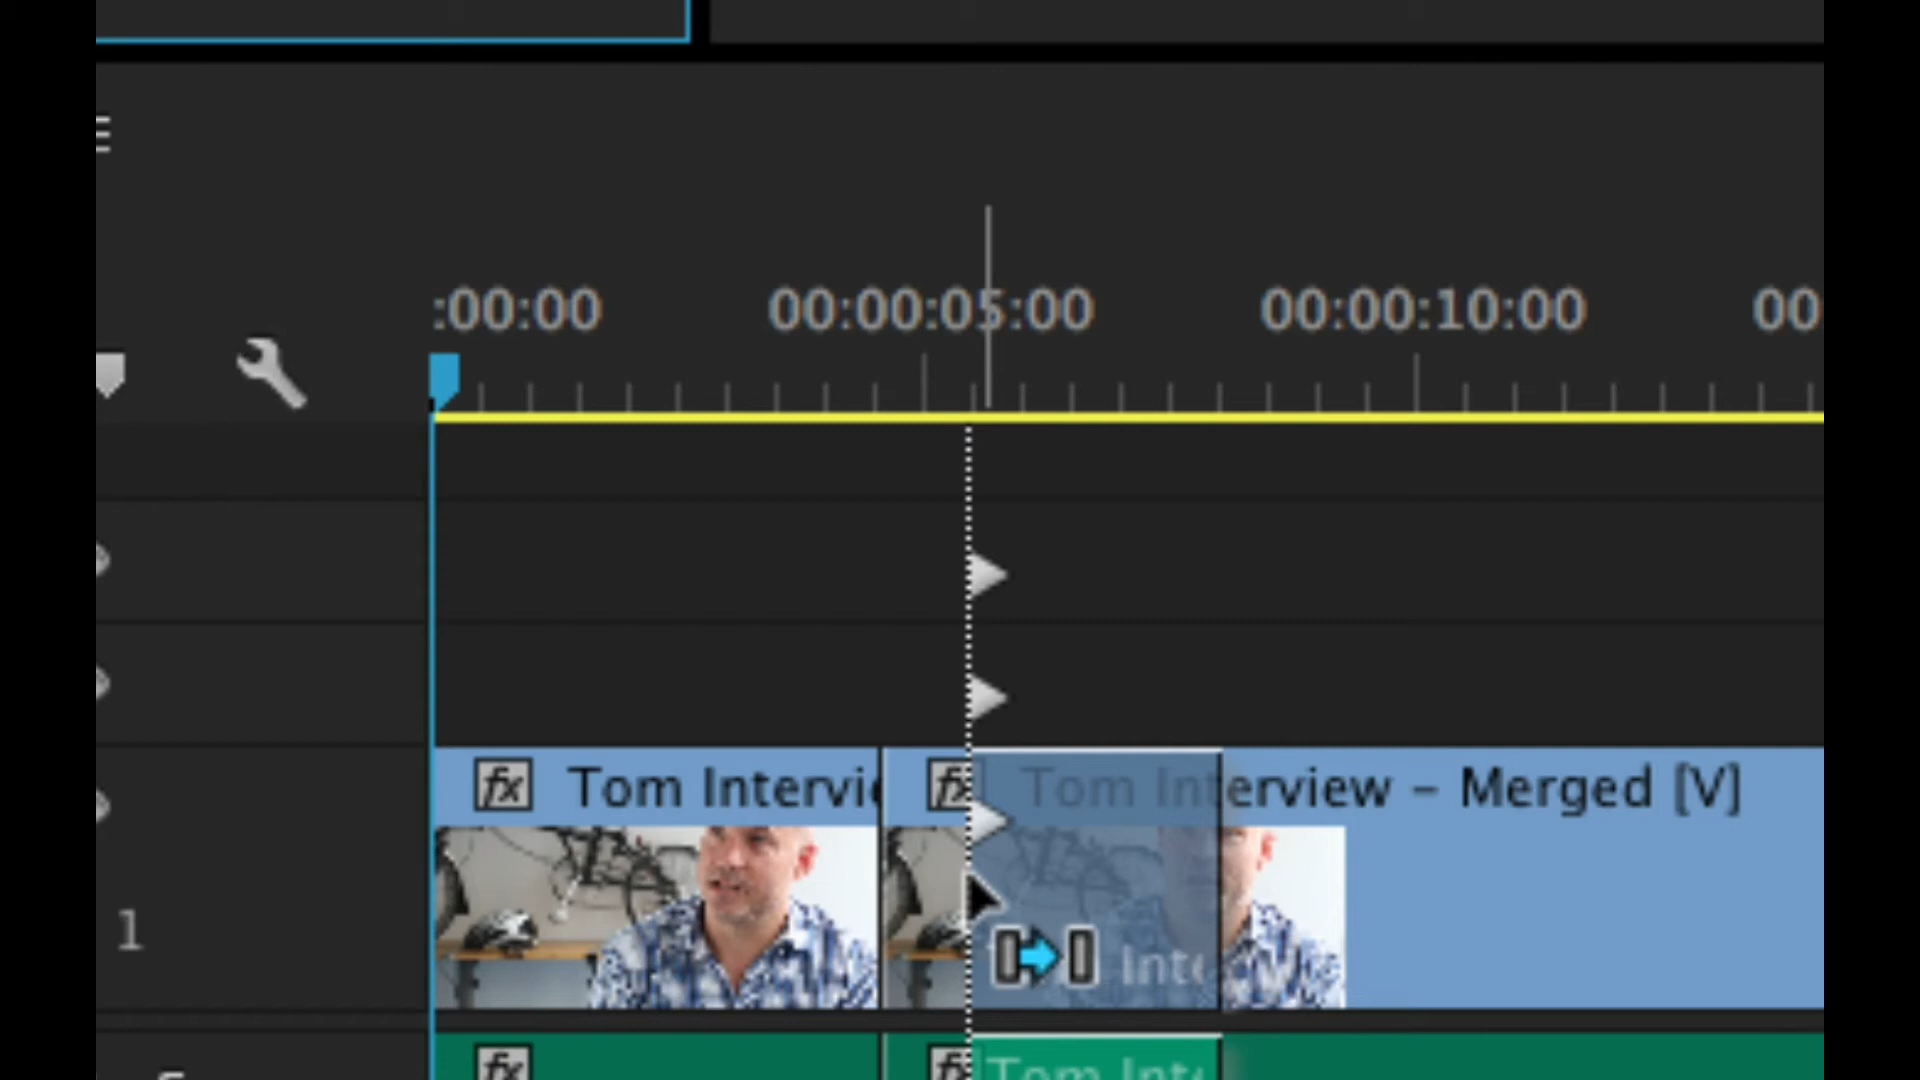 :00:00 00:00:05:00 00:00:10:00 00
fx Tom Intervie fx Tom Interview – Merged [V]
1 Inte
fx fx Tom Inte